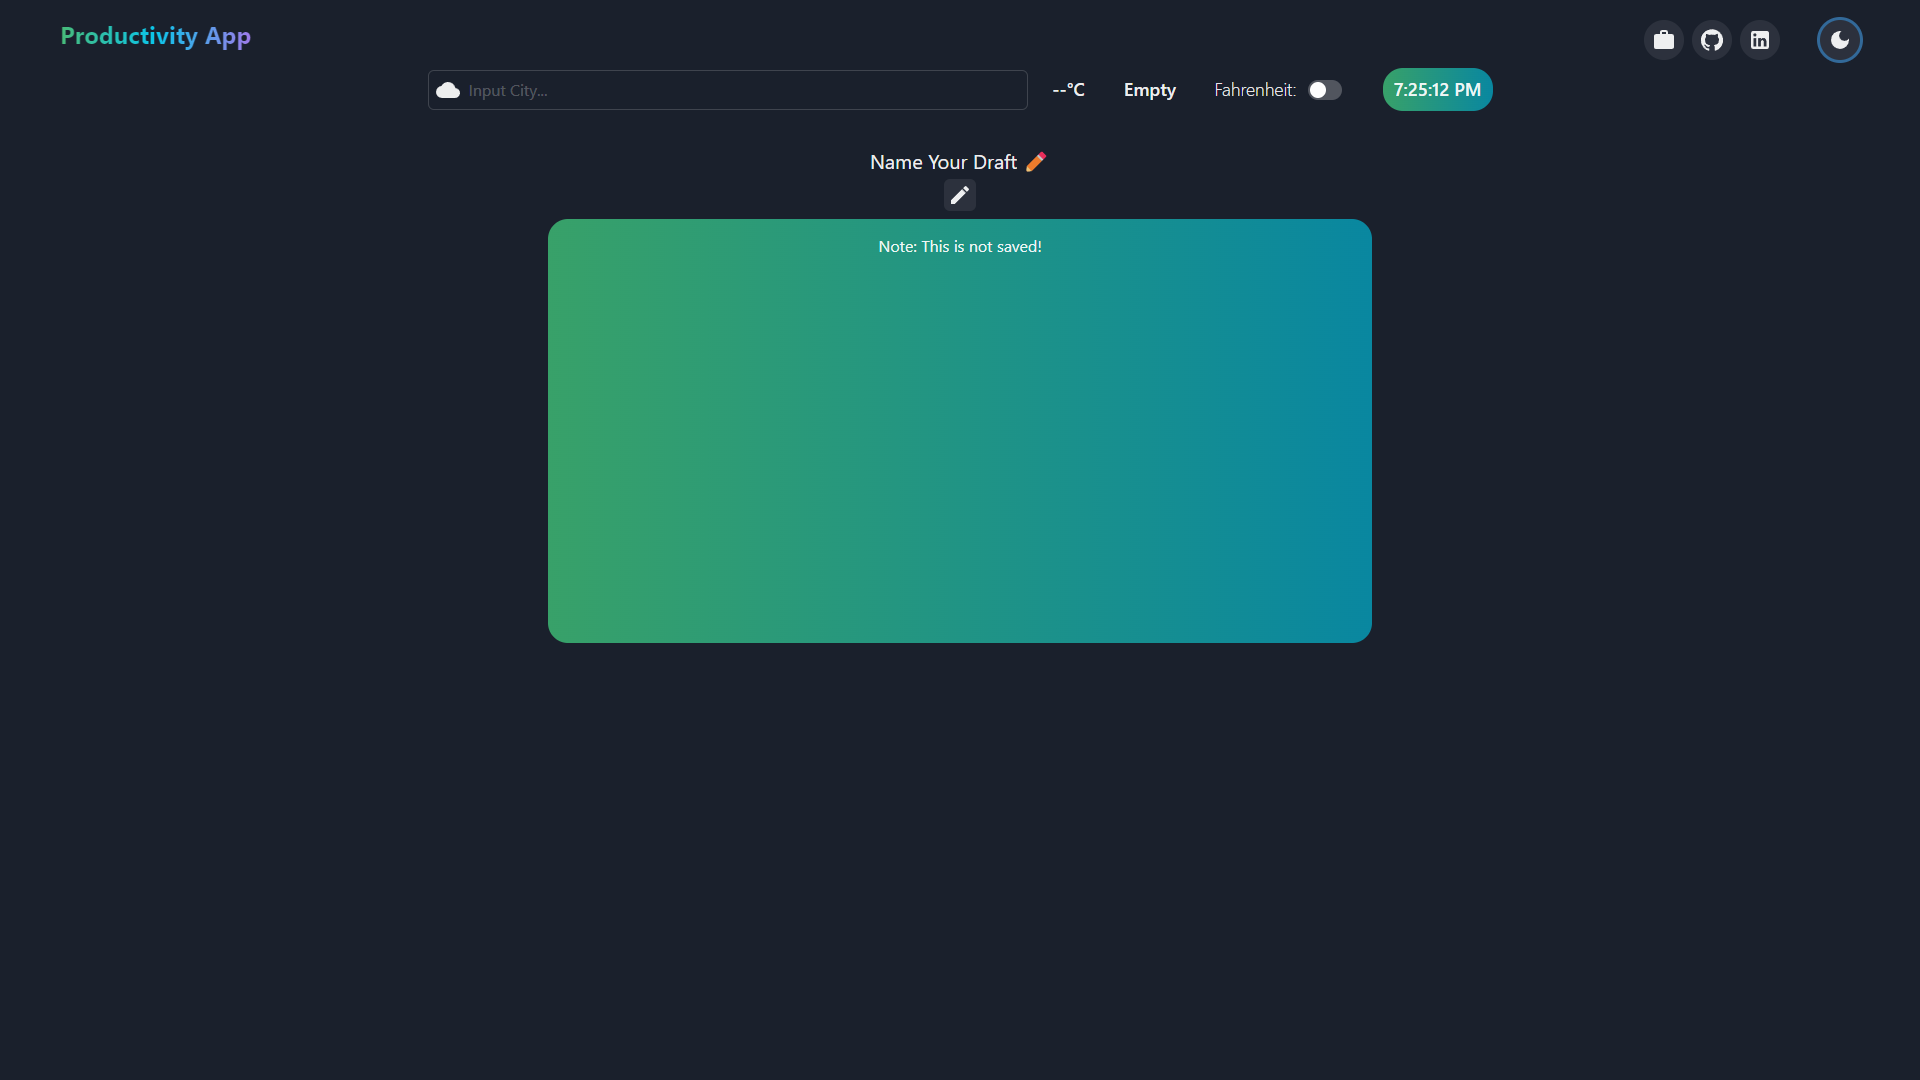 Productivity App
Input City...
--°C
Empty
Fahrenheit:
7:25:12 PM
Name Your Draft ✏️
Note: This is not saved!